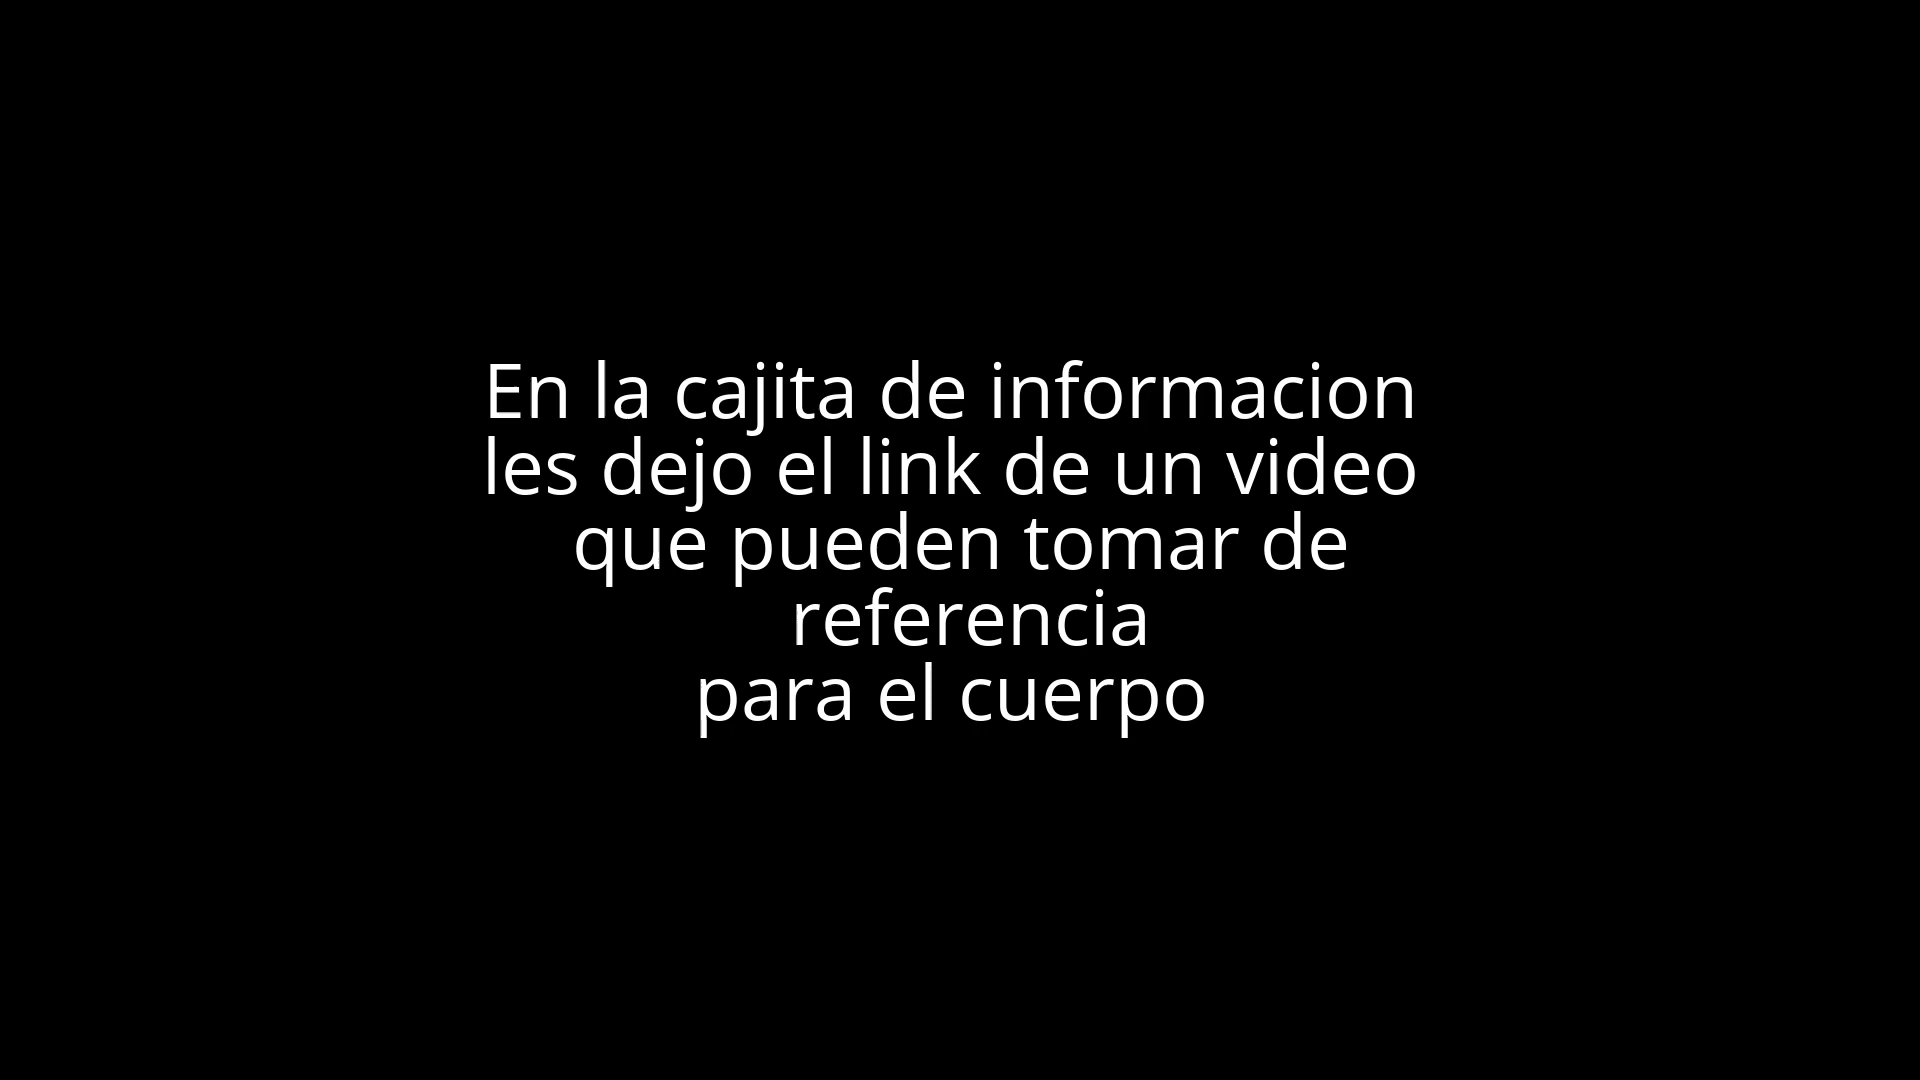 En la cajita de informacion
les dejo el link de un video
que pueden tomar de
referencia
para el cuerpo